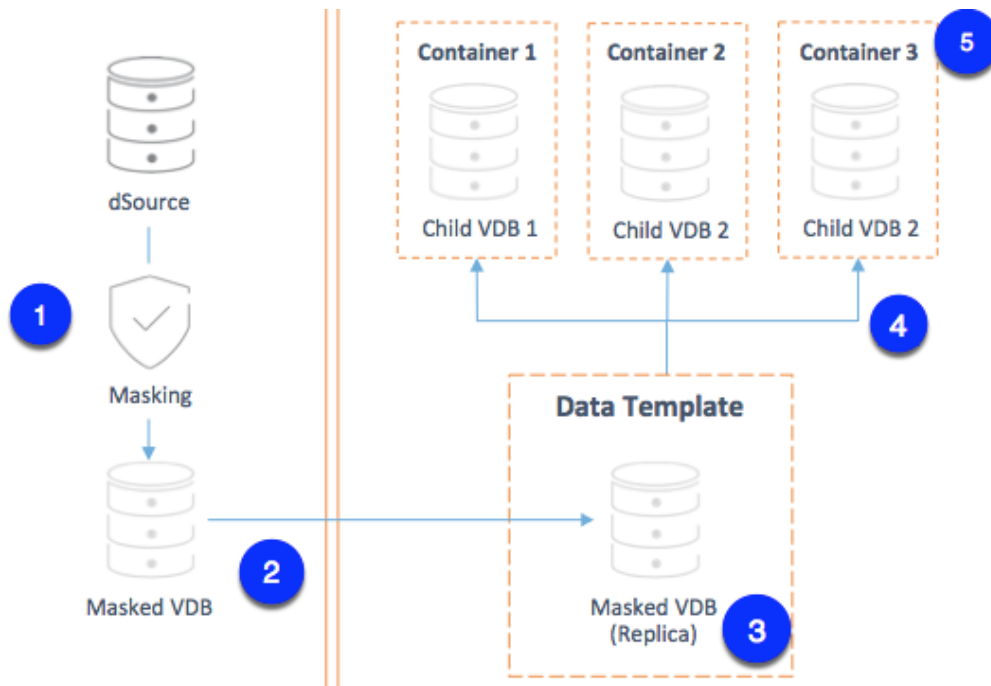 Container 1
Container 2
Container 3
5
dSource
Child VDB 1
Child VDB 2
Child VDB 2
1
4
Masking
Data Template
2
Masked VDB
Masked VDB
(Replica)
3